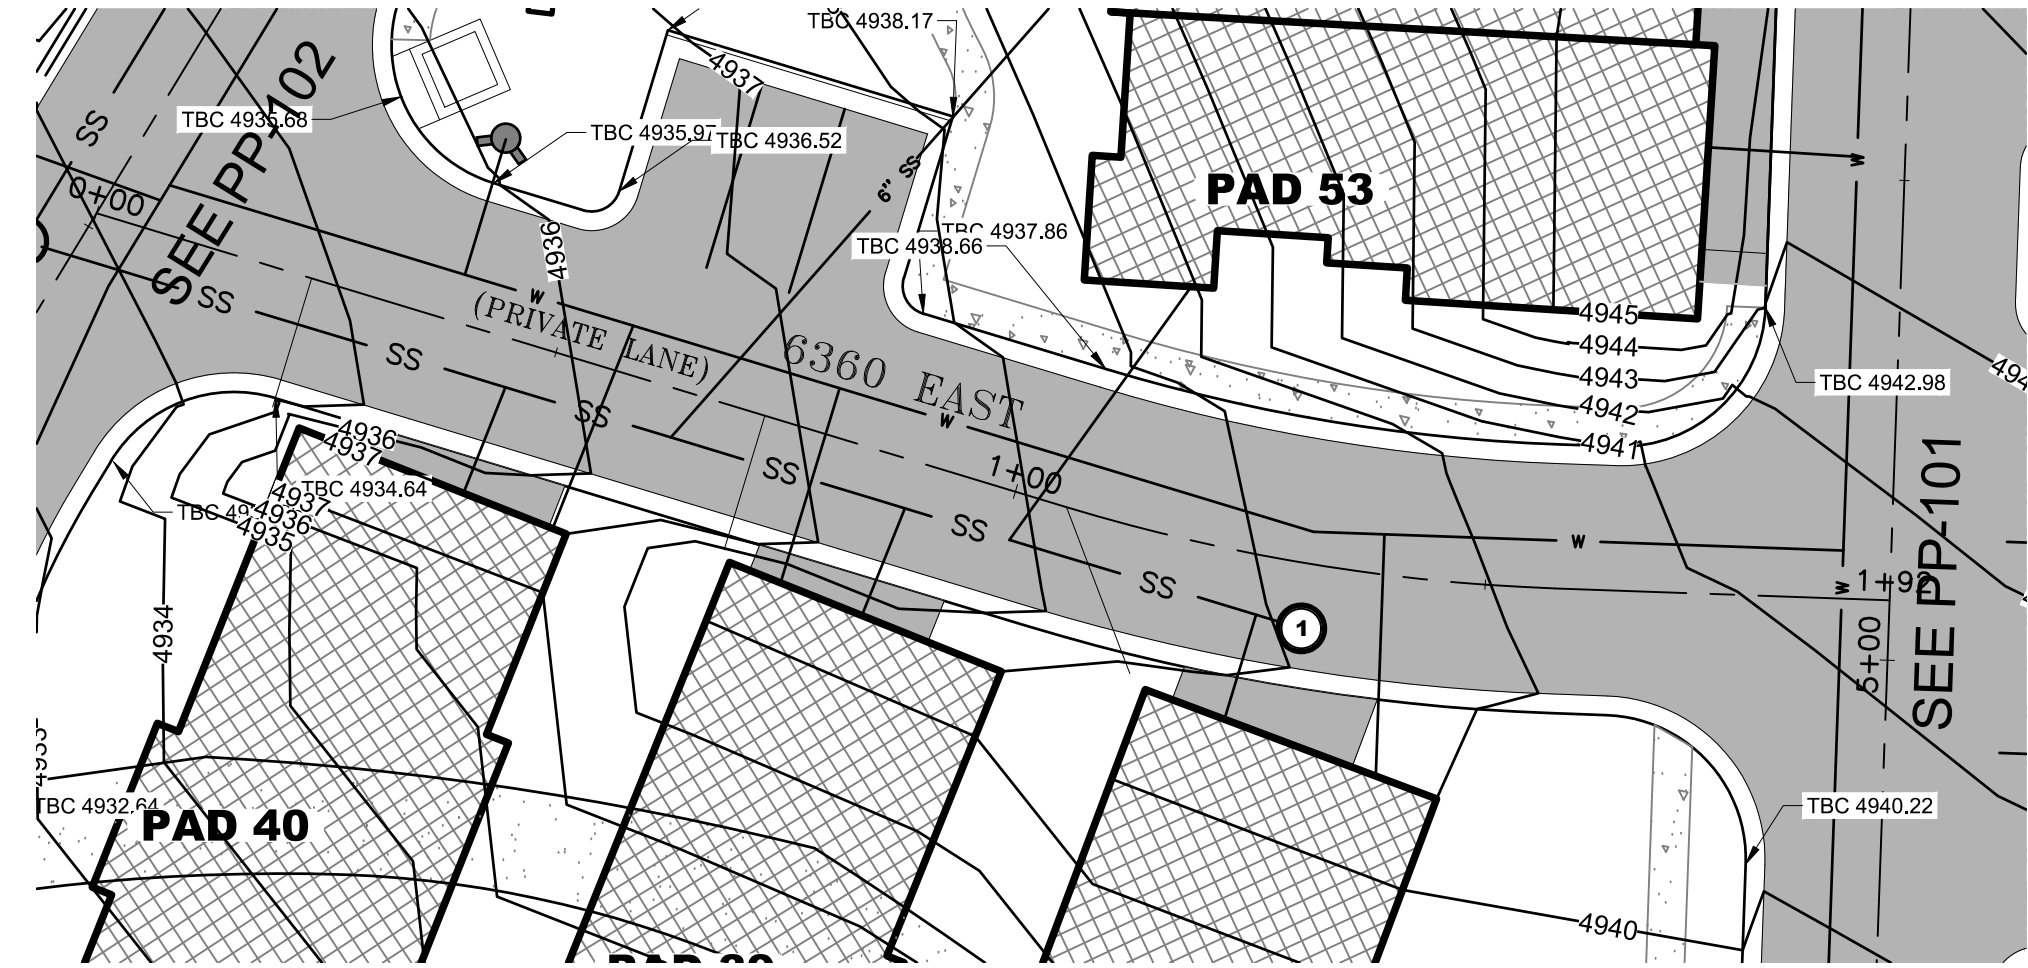 TBC 4938.17
4937
TBC 4935.68
SS
TBC 4935.97
TBC 4936.52
SEE PP-102
0+00
6" SS
PAD 53
TBC 4937.86
TBC 4938.66
4936
W
W
SS
(PRIVATE LANE)
6360 EAST
SS
4945
4944
4943
4942
4941
TBC 4942.98
SS
W
4936
4937
SS
1+00
TBC 4934.64
4937
4936
4935
SS
W
SS
W
1+92
SEE PP-101
5+00
4934
1
TBC 4932.64
PAD 40
TBC 4940.22
4940